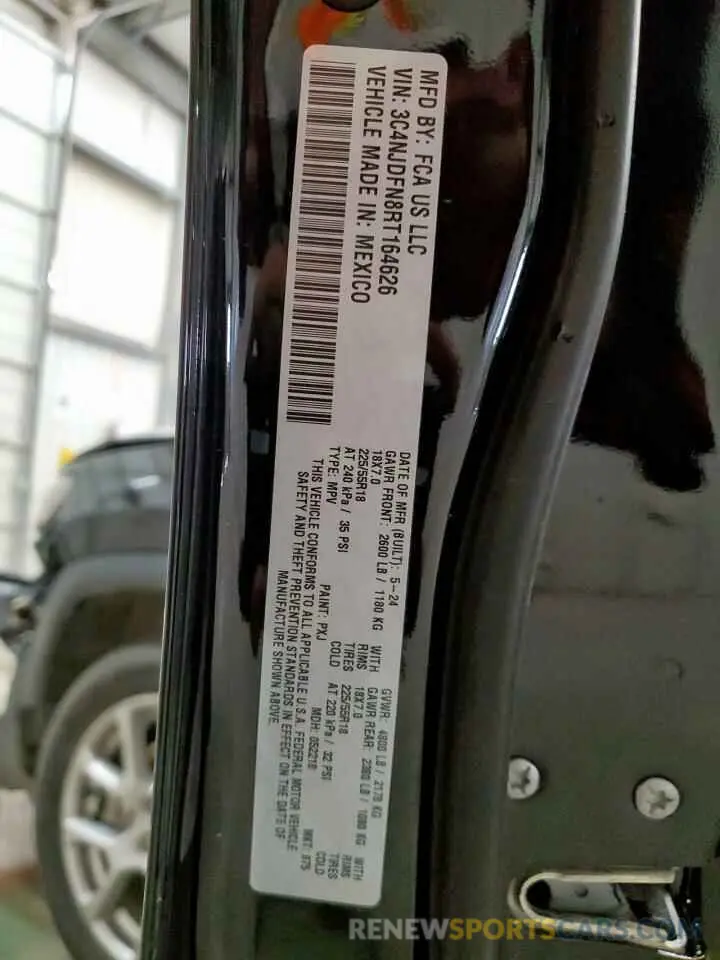 MFD BY: FCA US LLC
VIN: 3C4NJDFN8RT164626
VEHICLE MADE IN: MEXICO
DATE OF MFR (BUILT): 5-24 GVWR: 4800 LB / 2178 KG
GAWR FRONT: 2600 LB / 1180 KG WITH GAWR REAR: 2380 LB / 1080 KG WITH
18X7.0 RIMS 18X7.0 RIMS
225/55R18 TIRES 225/55R18 TIRES
AT 240 kPa / 35 PSI COLD AT 220 kPa / 32 PSI COLD
TYPE: MPV PAINT: PXJ MDH: 052218 MKT: 975
THIS VEHICLE CONFORMS TO ALL APPLICABLE U.S.A. FEDERAL MOTOR VEHICLE
SAFETY AND THEFT PREVENTION STANDARDS IN EFFECT ON THE DATE OF
MANUFACTURE SHOWN ABOVE
RENEWSPORTSCARS.COM